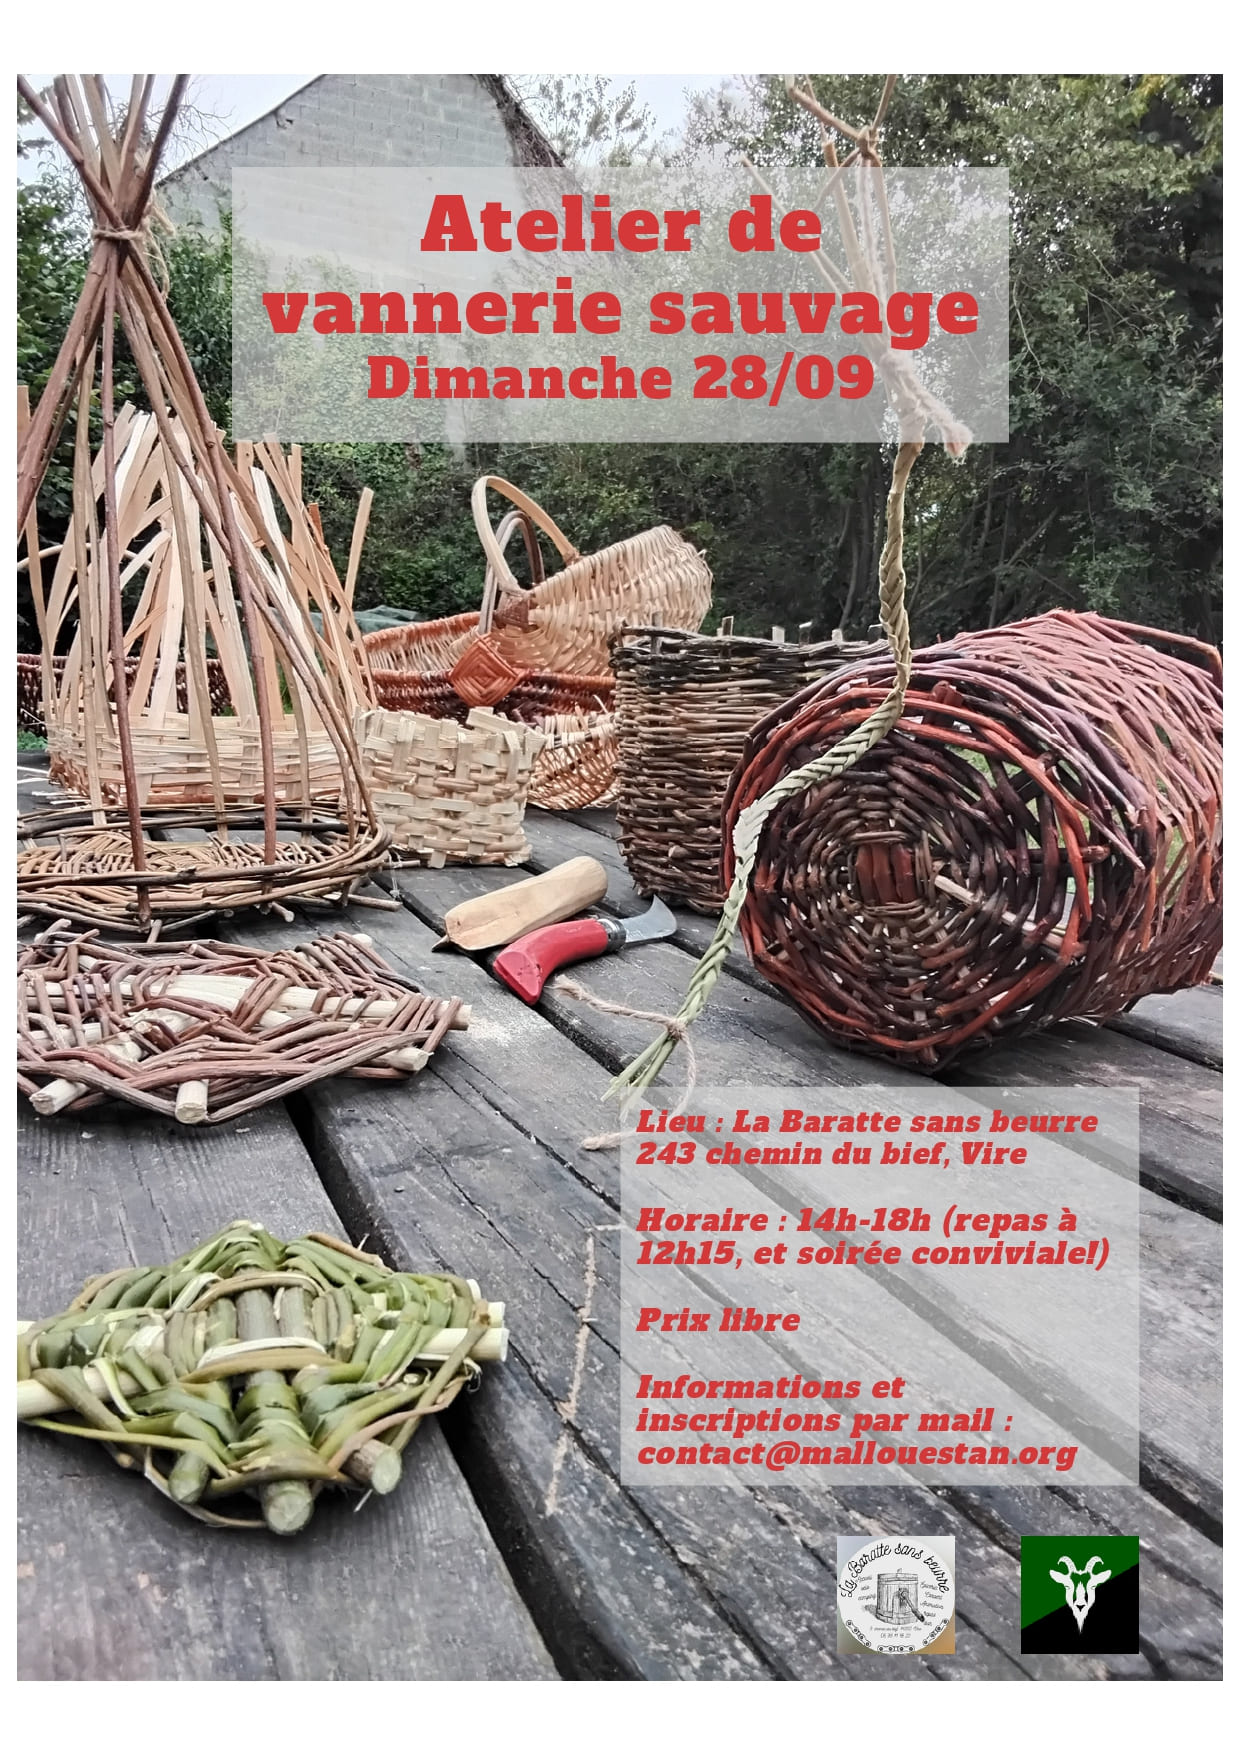 Atelier de
vannerie sauvage
Dimanche 28/09
Lieu : La Baratte sans beurre
243 chemin du bief, Vire
Horaire : 14h-18h (repas à
12h15, et soirée conviviale!)
Prix libre
Informations et
inscriptions par mail :
contact@mallouestan.org
La Baratte sans beurre